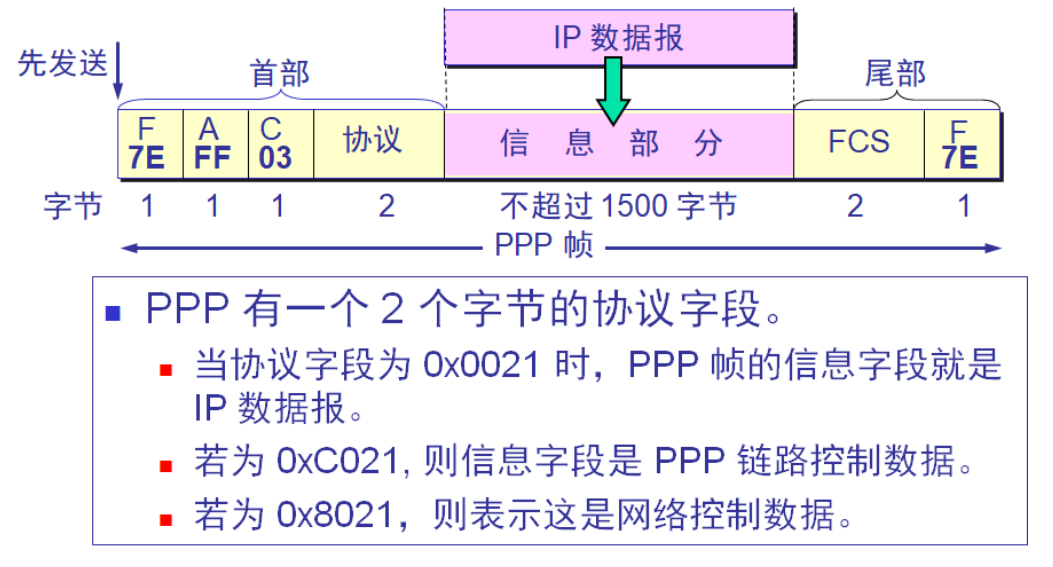 IP 数据报
先发送
首部
尾部
F A C 协议 信息部分 FCS F
7E FF 03 7E
字节 1 1 1 2 不超过 1500 字节 2 1
PPP 帧
PPP 有一个 2 个字节的协议字段。
当协议字段为 0x0021 时，PPP 帧的信息字段就是
IP 数据报。
若为 0xC021, 则信息字段是 PPP 链路控制数据。
若为 0x8021，则表示这是网络控制数据。